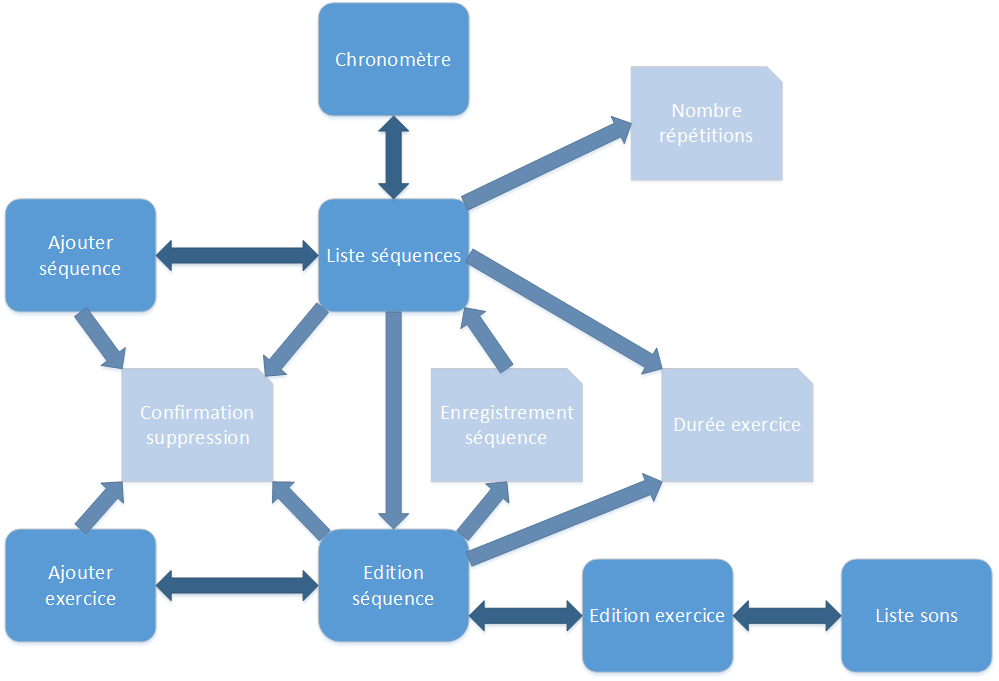 Chronomètre
Nombre
répétitions
Ajouter
séquence
Liste séquences
Confirmation
suppression
Enregistrement
séquence
Durée exercice
Ajouter
exercice
Edition
séquence
Edition exercice
Liste sons